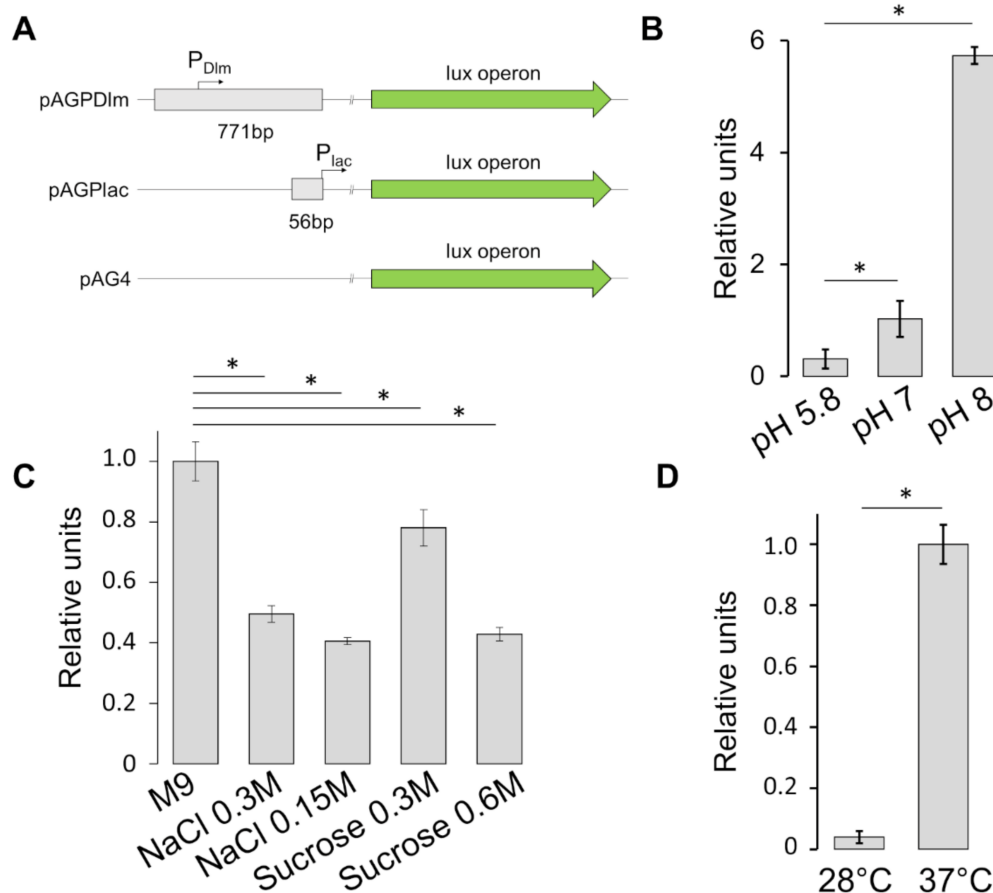 A
P_Dlm
lux operon
pAGPDlm
771bp
P_lac
lux operon
pAGPlac
56bp
lux operon
pAG4
B
*
6
4
2
0
*
Relative units
pH 5.8
pH 7
pH 8
C
*
*
*
*
1.0
0.8
0.6
0.4
0.2
0
Relative units
M9
NaCl 0.3M
NaCl 0.15M
Sucrose 0.3M
Sucrose 0.6M
D
*
1.0
0.8
0.6
0.4
0.2
0
Relative units
28°C
37°C